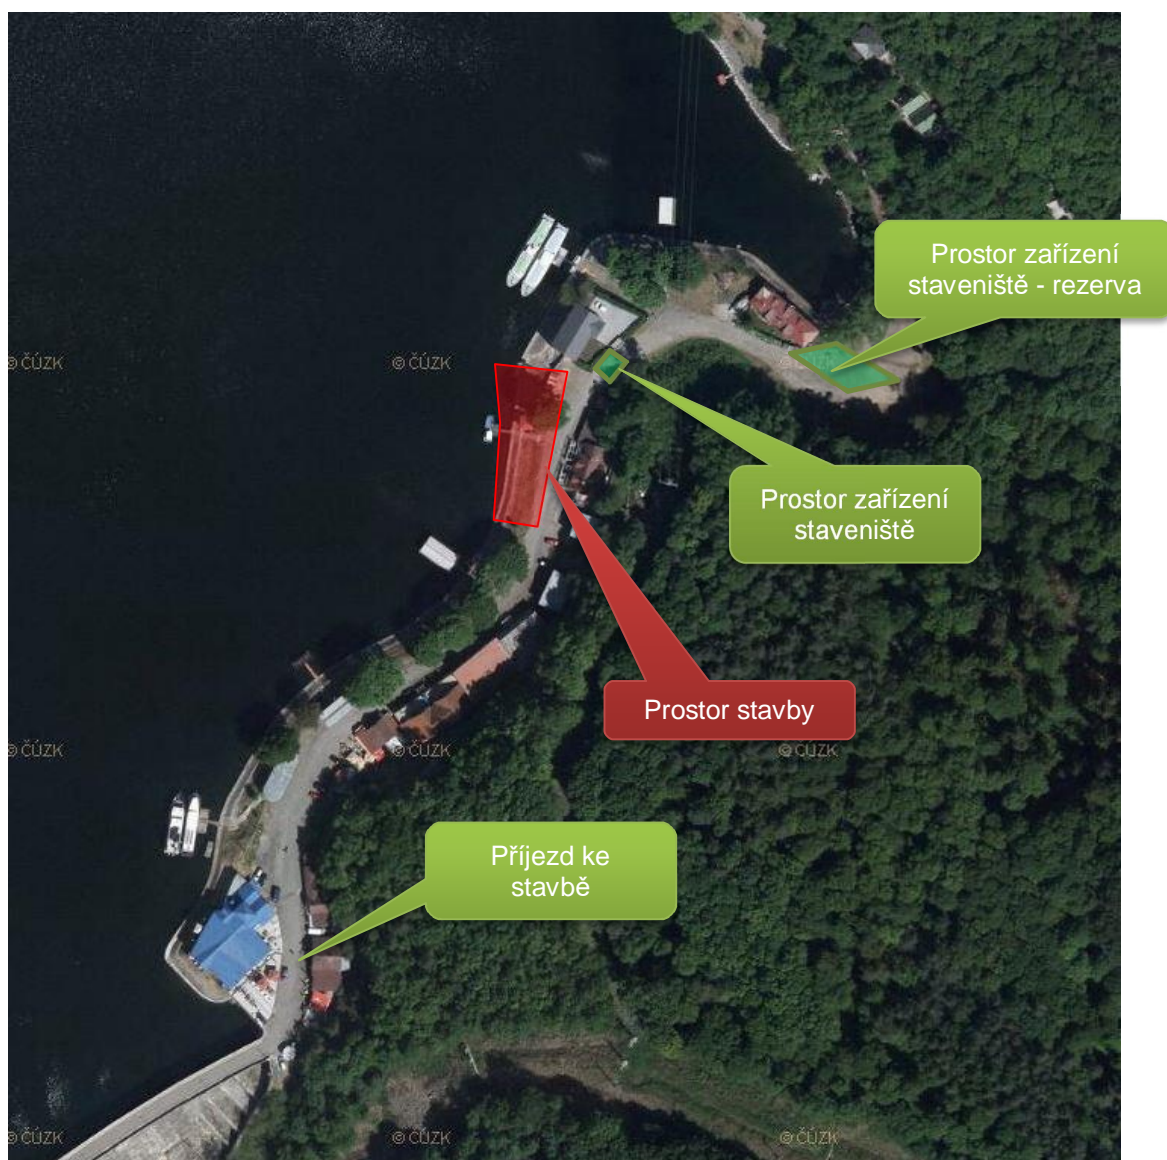 Prostor zařízení
staveniště - rezerva
© ČÚZK
© ČÚZK
Prostor zařízení
staveniště
Prostor stavby
© ČÚZK
© ČÚZK
© ČÚZK
Příjezd ke
stavbě
© ČÚZK
© ČÚZK
© ČÚZK